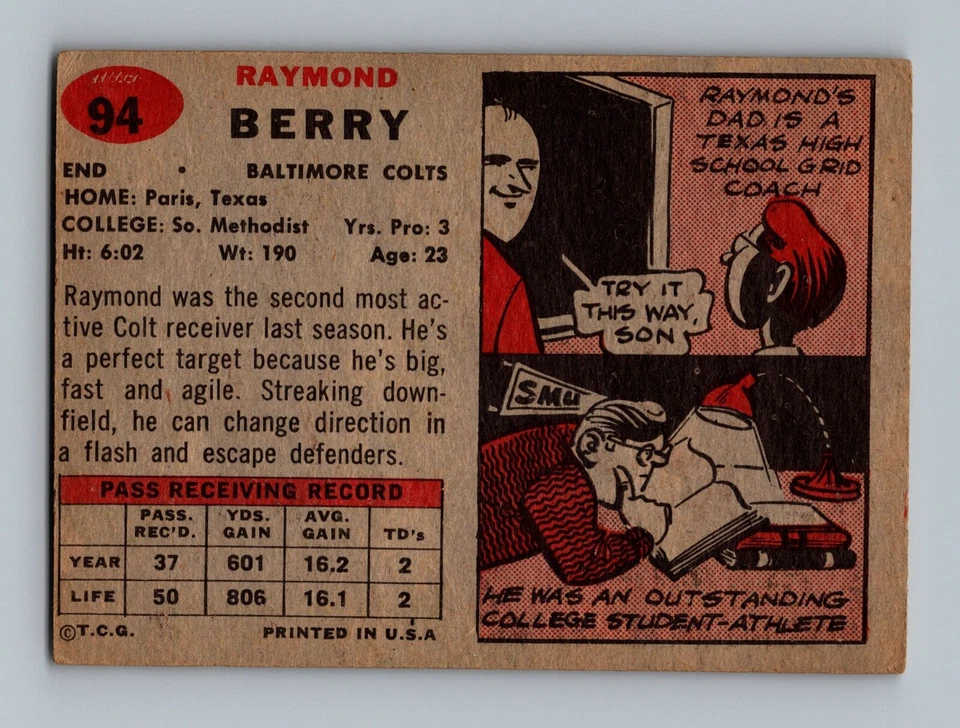 94
RAYMOND
BERRY
END • BALTIMORE COLTS
HOME: Paris, Texas
COLLEGE: So. Methodist Yrs. Pro: 3
Ht: 6:02 Wt: 190 Age: 23
Raymond was the second most ac-
tive Colt receiver last season. He's
a perfect target because he's big,
fast and agile. Streaking down-
field, he can change direction in
a flash and escape defenders.
PASS RECEIVING RECORD
PASS. REC'D. YDS. GAIN AVG. GAIN TD's
YEAR 37 601 16.2 2
LIFE 50 806 16.1 2
©T.C.G. PRINTED IN U.S.A
RAYMOND'S
DAD IS A
TEXAS HIGH
SCHOOL GRID
COACH
TRY IT
THIS WAY,
SON
SMU
HE WAS AN OUTSTANDING
COLLEGE STUDENT-ATHLETE